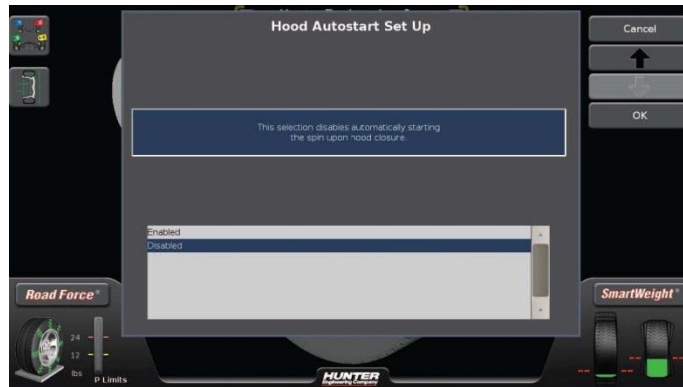 Hood Autostart Set Up
Cancel
This selection disables automatically starting
the spin upon hood closure.
OK
Enabled
Disabled
Road Force®
SmartWeight®
24
12
lbs
P Limits
HUNTER
Engineering Company